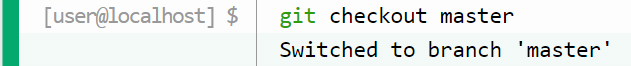 [user@localhost] $ git checkout master
Switched to branch 'master'